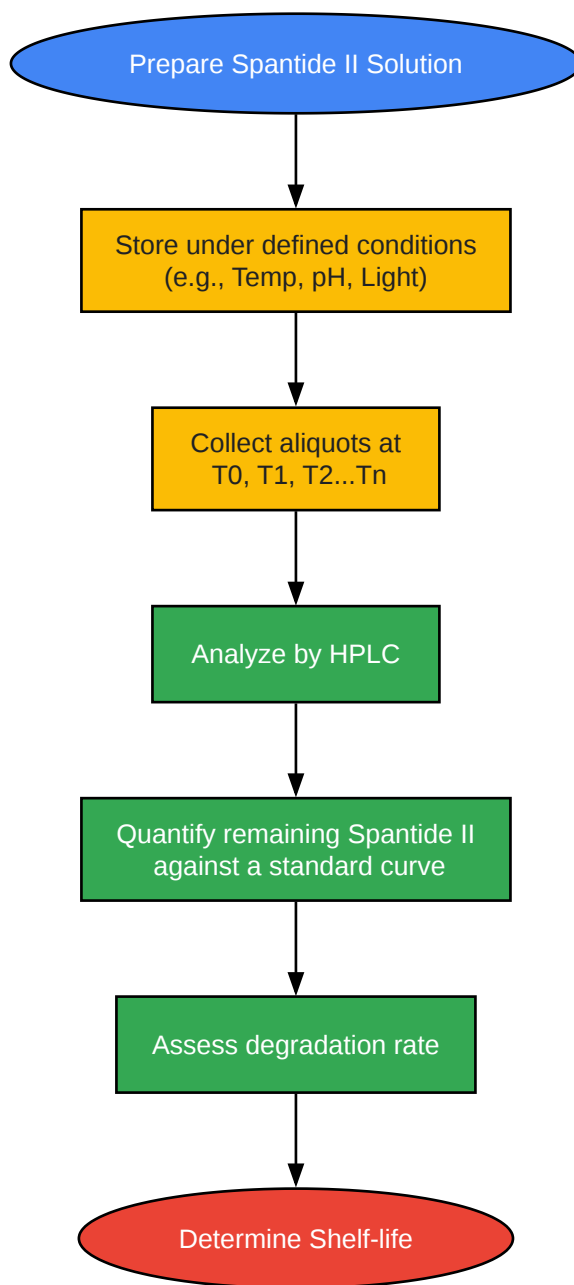 Prepare Spantide II Solution
Store under defined conditions
(e.g., Temp, pH, Light)
Collect aliquots at
T0, T1, T2...Tn
Analyze by HPLC
Quantify remaining Spantide II
against a standard curve
Assess degradation rate
Determine Shelf-life